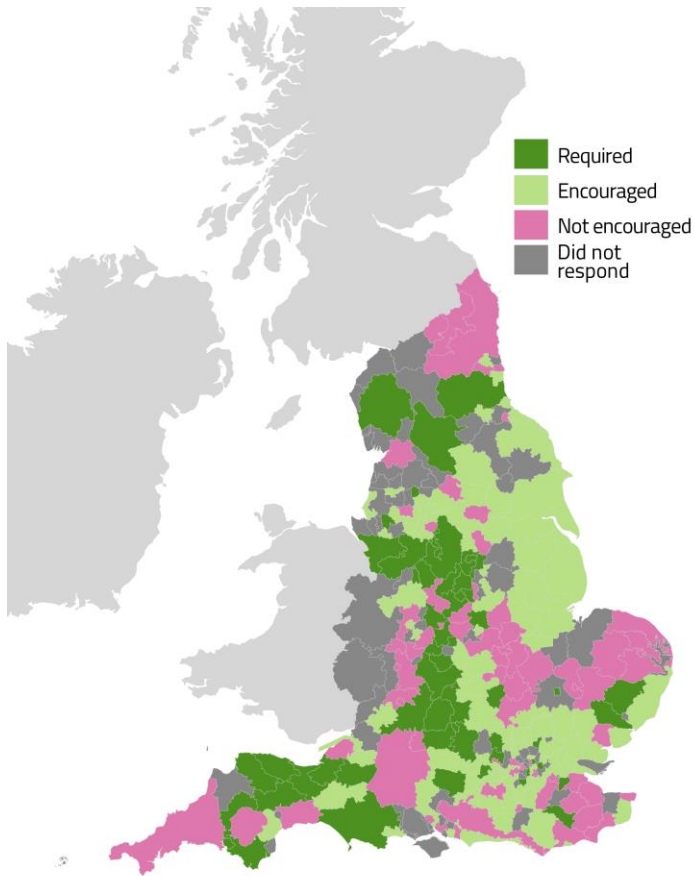 Required
Encouraged
Not encouraged
Did not
respond